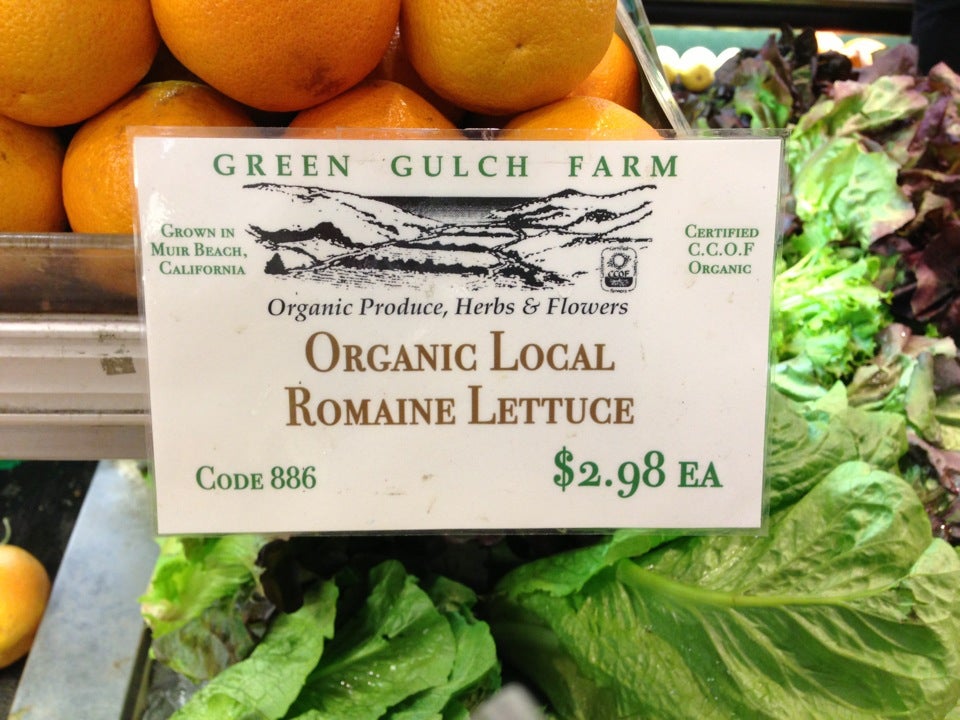 GREEN GULCH FARM
GROWN IN
MUIR BEACH,
CALIFORNIA
CERTIFIED
C.C.O.F
ORGANIC
CCOF
Organic Produce, Herbs & Flowers
ORGANIC LOCAL
ROMAINE LETTUCE
CODE 886
$2.98 EA